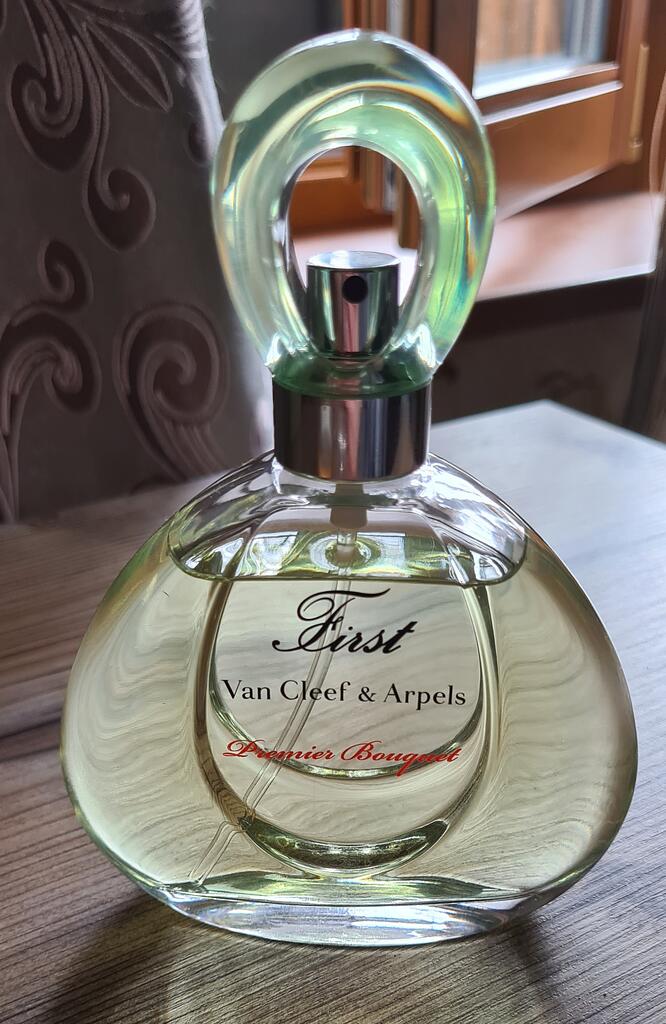 First
Van Cleef & Arpels
Premier Bouquet